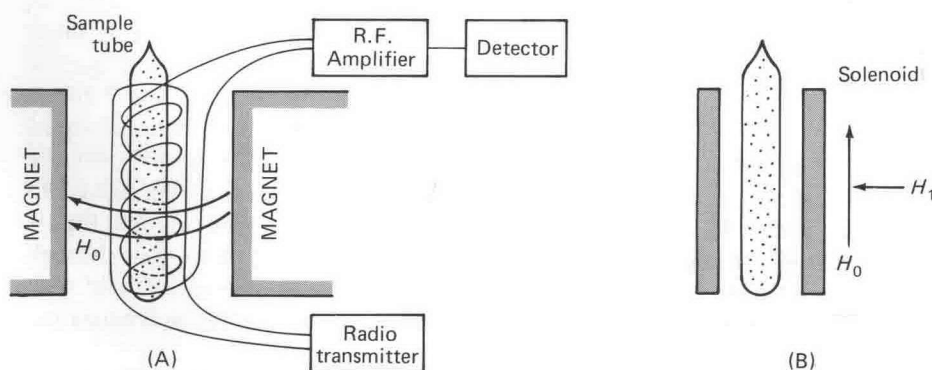 Sample
tube
R.F.
Amplifier
Detector
MAGNET
H₀
MAGNET
Radio
transmitter
(A)
Solenoid
H₁
H₀
(B)